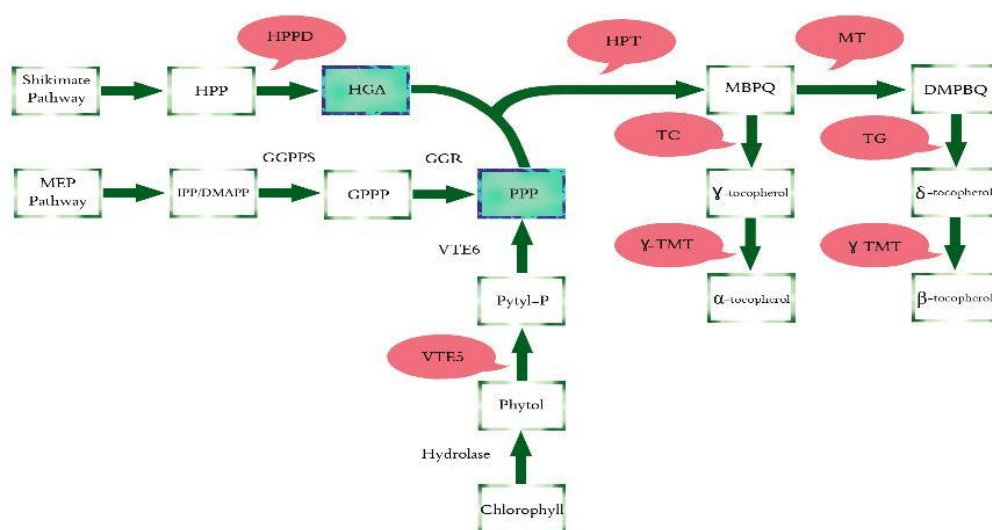 HPPD
HPT
MT
Shikimate
Pathway
HPP
HGA
MBPQ
DMPBQ
TC
TG
GGPPS
GGR
MEP
Pathway
IPP/DMAPP
GPPP
PPP
Ɣ-tocopherol
δ-tocopherol
VTE6
Ɣ-TMT
Ɣ TMT
Pytyl-P
α-tocopherol
β-tocopherol
VTE5
Phytol
Hydrolase
Chlorophyll